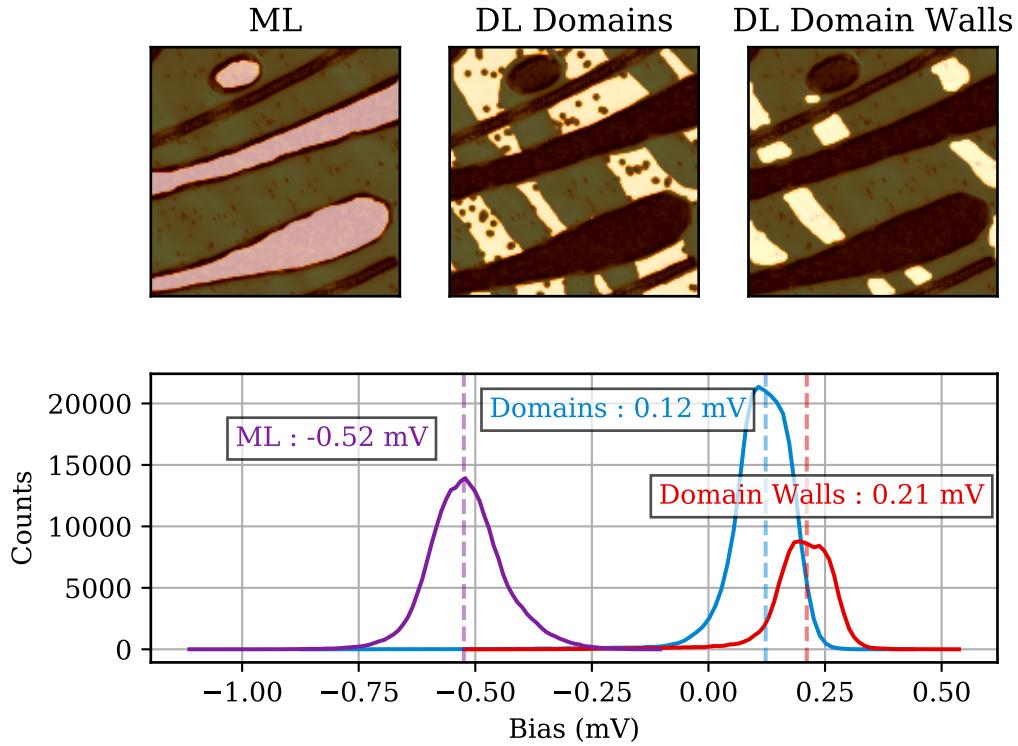 ML DL Domains DL Domain Walls
20000
15000
10000
5000
0
Counts
Domains : 0.12 mV
ML : -0.52 mV
Domain Walls : 0.21 mV
−1.00 −0.75 −0.50 −0.25 0.00 0.25 0.50
Bias (mV)